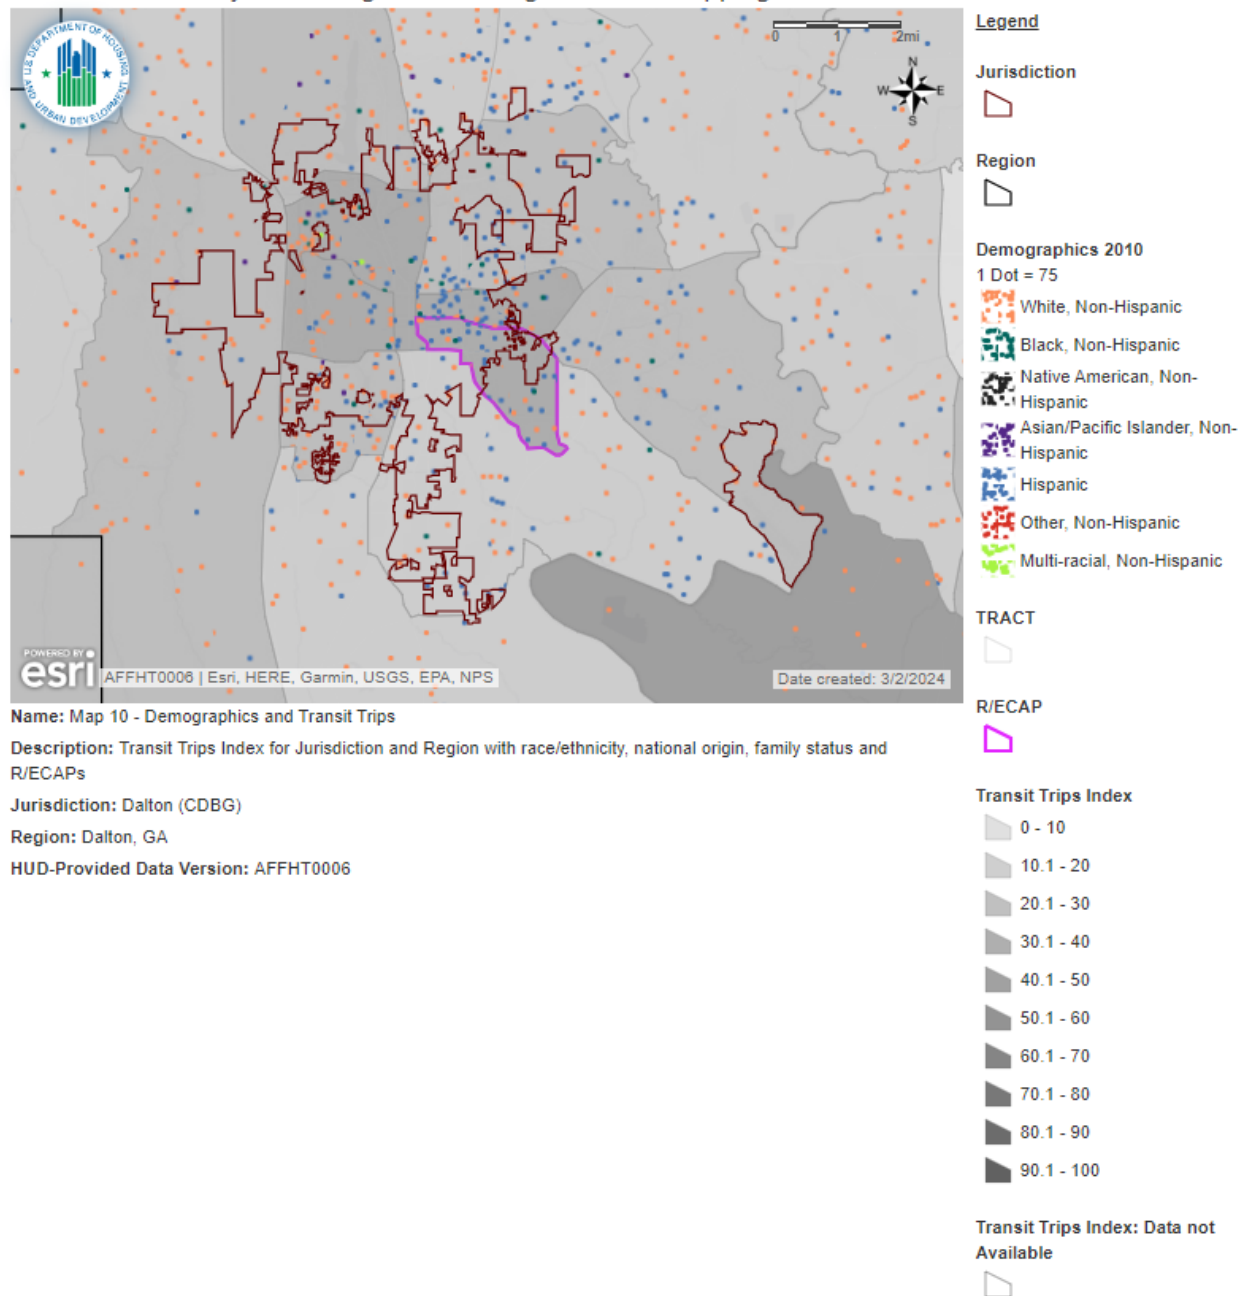 U.S. DEPARTMENT OF HOUSING AND URBAN DEVELOPMENT
0 1 2mi
N
W E
S
POWERED BY
esri
AFFHT0006 | Esri, HERE, Garmin, USGS, EPA, NPS
Date created: 3/2/2024
Name: Map 10 - Demographics and Transit Trips
Description: Transit Trips Index for Jurisdiction and Region with race/ethnicity, national origin, family status and
R/ECAPs
Jurisdiction: Dalton (CDBG)
Region: Dalton, GA
HUD-Provided Data Version: AFFHT0006
Legend
Jurisdiction
Region
Demographics 2010
1 Dot = 75
White, Non-Hispanic
Black, Non-Hispanic
Native American, Non-
Hispanic
Asian/Pacific Islander, Non-
Hispanic
Hispanic
Other, Non-Hispanic
Multi-racial, Non-Hispanic
TRACT
R/ECAP
Transit Trips Index
0 - 10
10.1 - 20
20.1 - 30
30.1 - 40
40.1 - 50
50.1 - 60
60.1 - 70
70.1 - 80
80.1 - 90
90.1 - 100
Transit Trips Index: Data not
Available